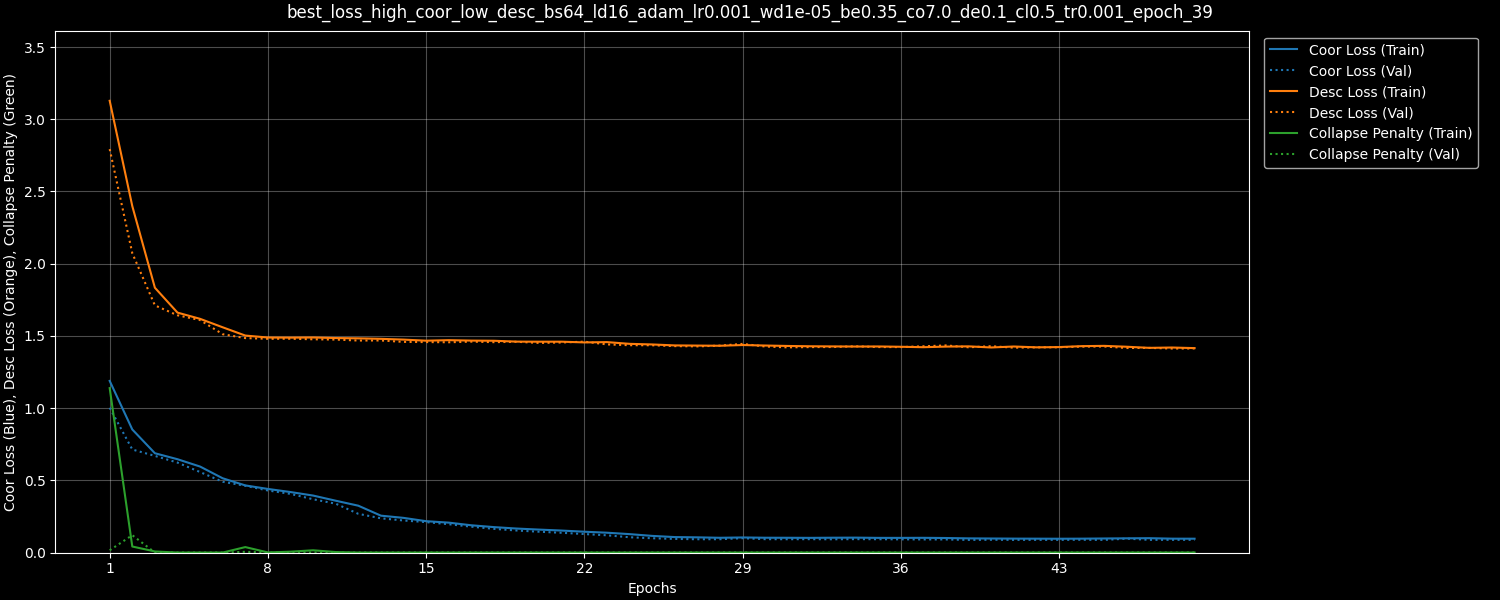 best_loss_high_coor_low_desc_bs64_ld16_adam_lr0.001_wd1e-05_be0.35_co7.0_de0.1_cl0.5_tr0.001_epoch_39
Coor Loss (Blue), Desc Loss (Orange), Collapse Penalty (Green)
3.5
3.0
2.5
2.0
1.5
1.0
0.5
0.0
1
8
15
22
29
36
43
Epochs
Coor Loss (Train)
Coor Loss (Val)
Desc Loss (Train)
Desc Loss (Val)
Collapse Penalty (Train)
Collapse Penalty (Val)